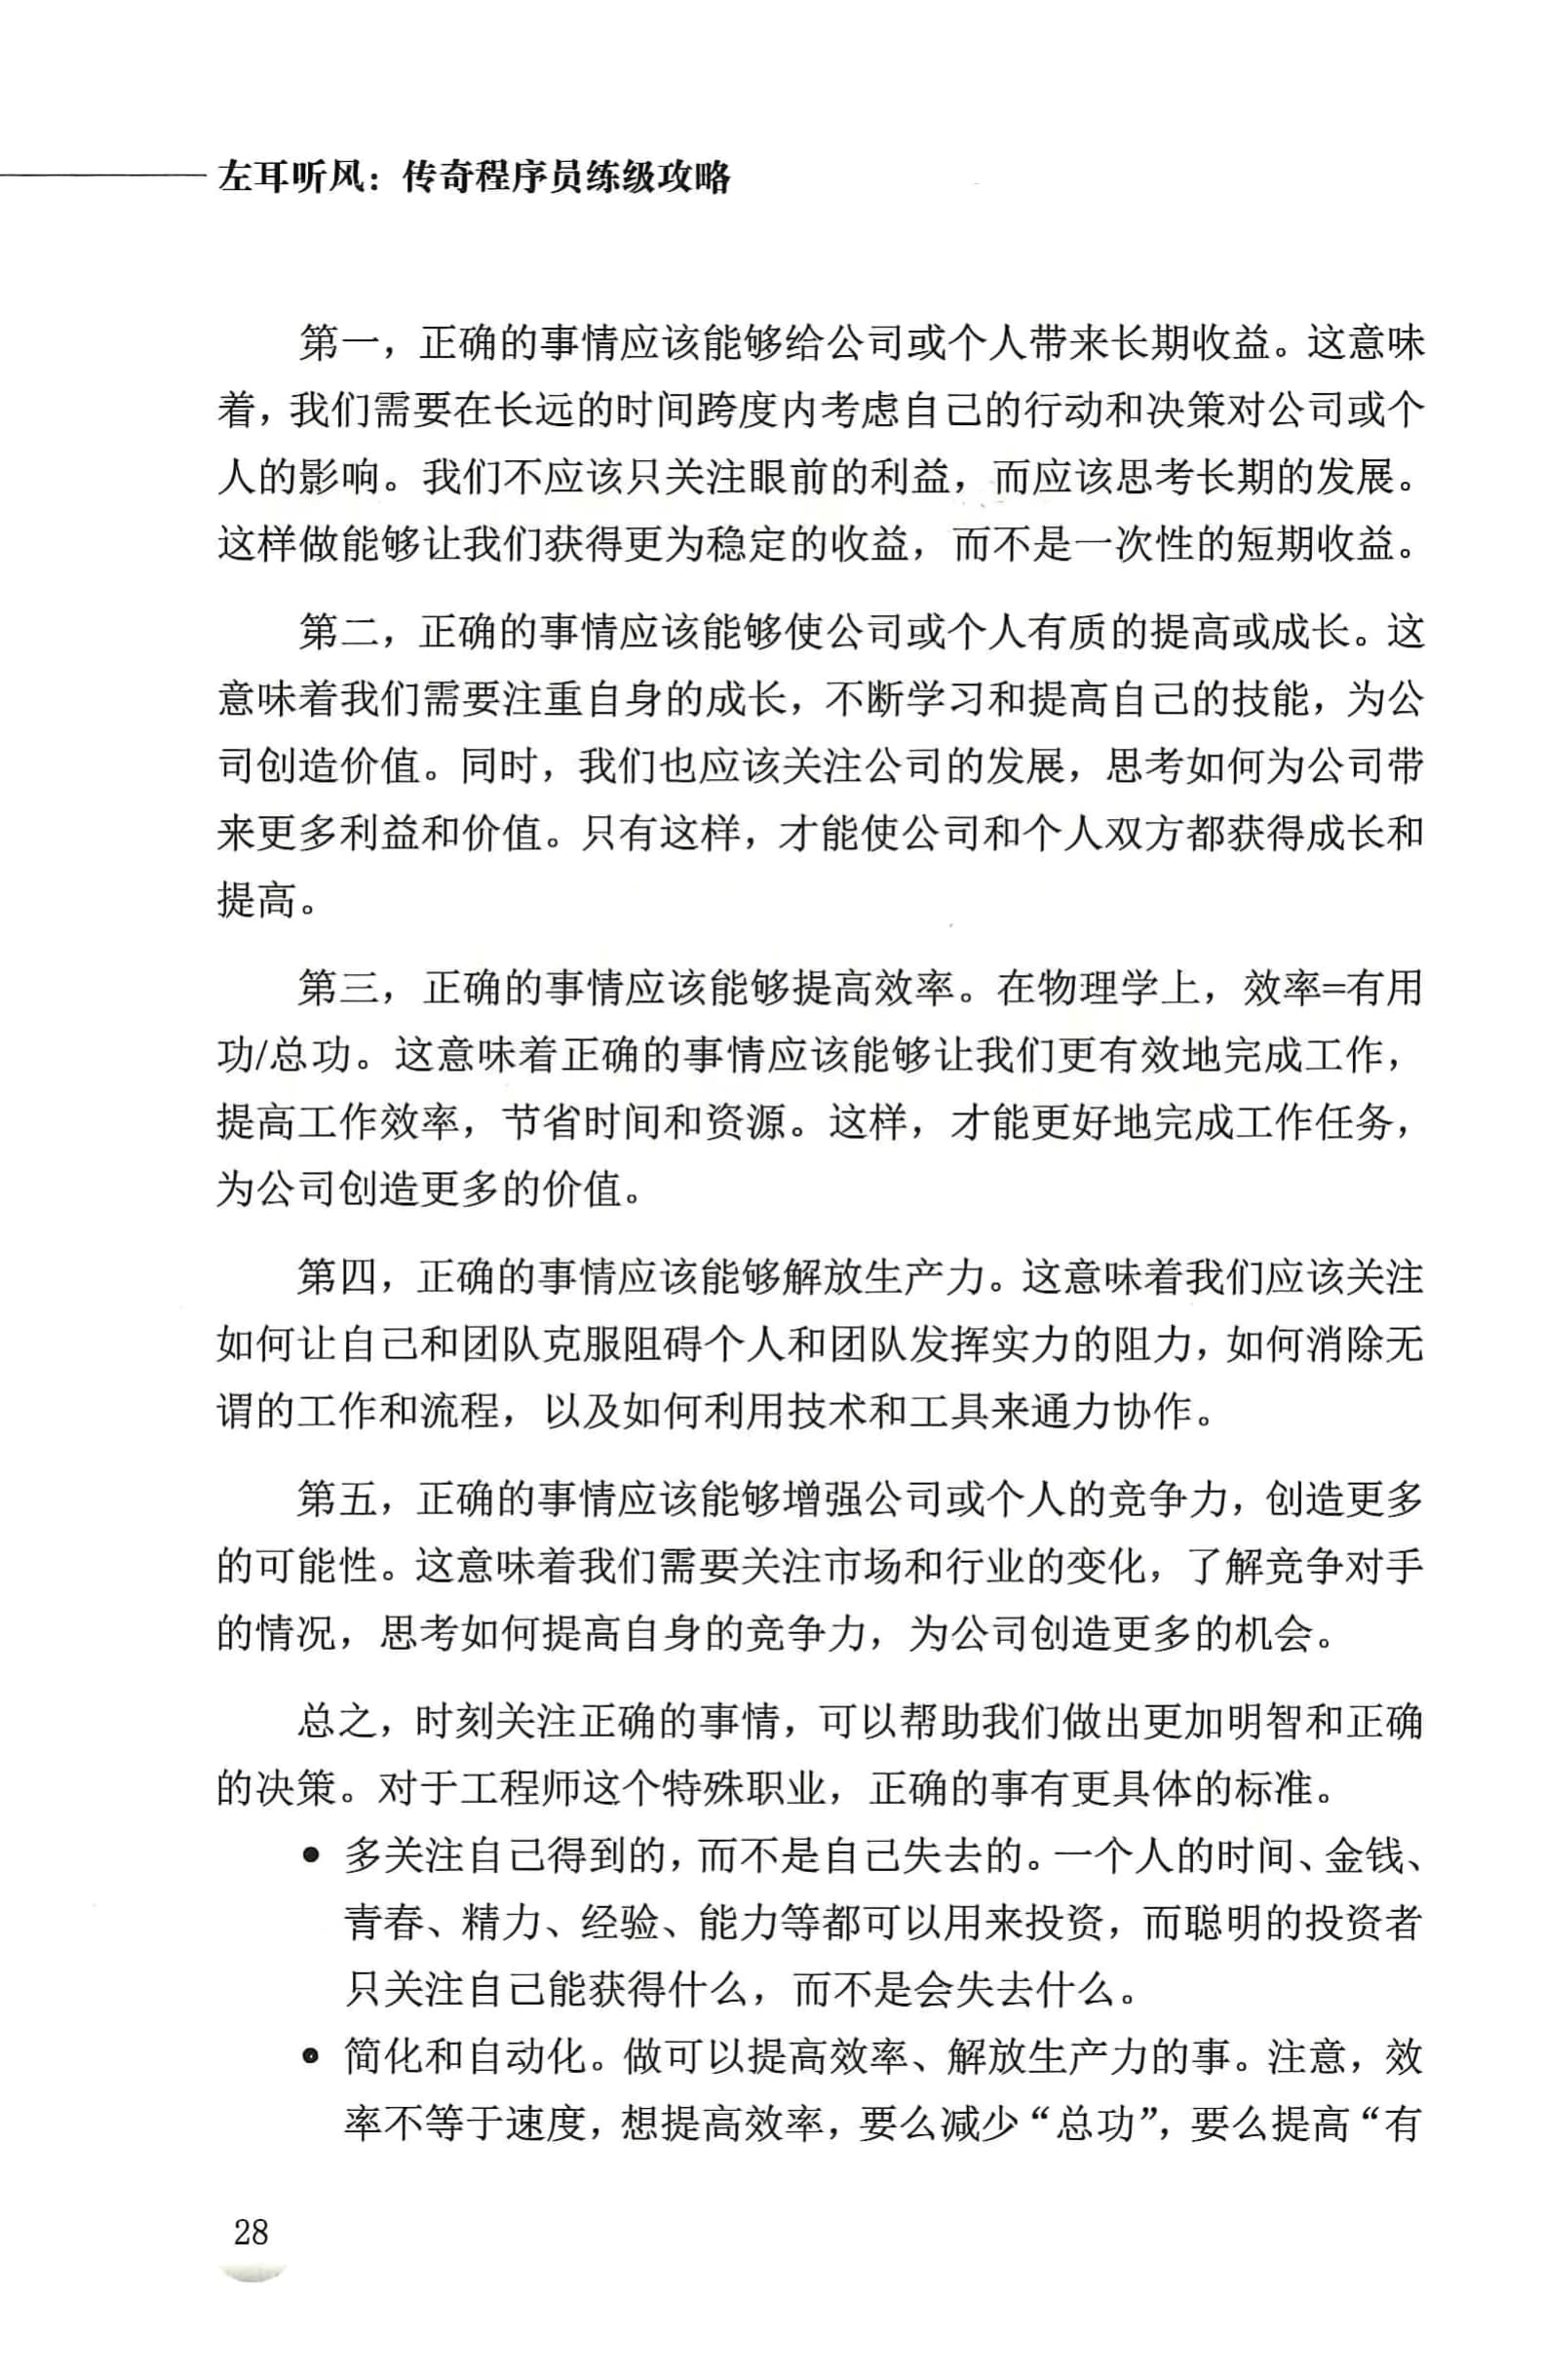 左耳听风：传奇程序员练级攻略
第一，正确的事情应该能够给公司或个人带来长期收益。这意味
着，我们需要在长远的时间跨度内考虑自己的行动和决策对公司或个
人的影响。我们不应该只关注眼前的利益，而应该思考长期的发展。
这样做能够让我们获得更为稳定的收益，而不是一次性的短期收益。
第二，正确的事情应该能够使公司或个人有质的提高或成长。这
意味着我们需要注重自身的成长，不断学习和提高自己的技能，为公
司创造价值。同时，我们也应该关注公司的发展，思考如何为公司带
来更多利益和价值。只有这样，才能使公司和个人双方都获得成长和
提高。
第三，正确的事情应该能够提高效率。在物理学上，效率=有用
功/总功。这意味着正确的事情应该能够让我们更有效地完成工作，
提高工作效率，节省时间和资源。这样，才能更好地完成工作任务，
为公司创造更多的价值。
第四，正确的事情应该能够解放生产力。这意味着我们应该关注
如何让自己和团队克服阻碍个人和团队发挥实力的阻力，如何消除无
谓的工作和流程，以及如何利用技术和工具来通力协作。
第五，正确的事情应该能够增强公司或个人的竞争力，创造更多
的可能性。这意味着我们需要关注市场和行业的变化，了解竞争对手
的情况，思考如何提高自身的竞争力，为公司创造更多的机会。
总之，时刻关注正确的事情，可以帮助我们做出更加明智和正确
的决策。对于工程师这个特殊职业，正确的事有更具体的标准。
● 多关注自己得到的，而不是自己失去的。一个人的时间、金钱、
青春、精力、经验、能力等都可以用来投资，而聪明的投资者
只关注自己能获得什么，而不是会失去什么。
● 简化和自动化。做可以提高效率、解放生产力的事。注意，效
率不等于速度，想提高效率，要么减少“总功”，要么提高“有
28